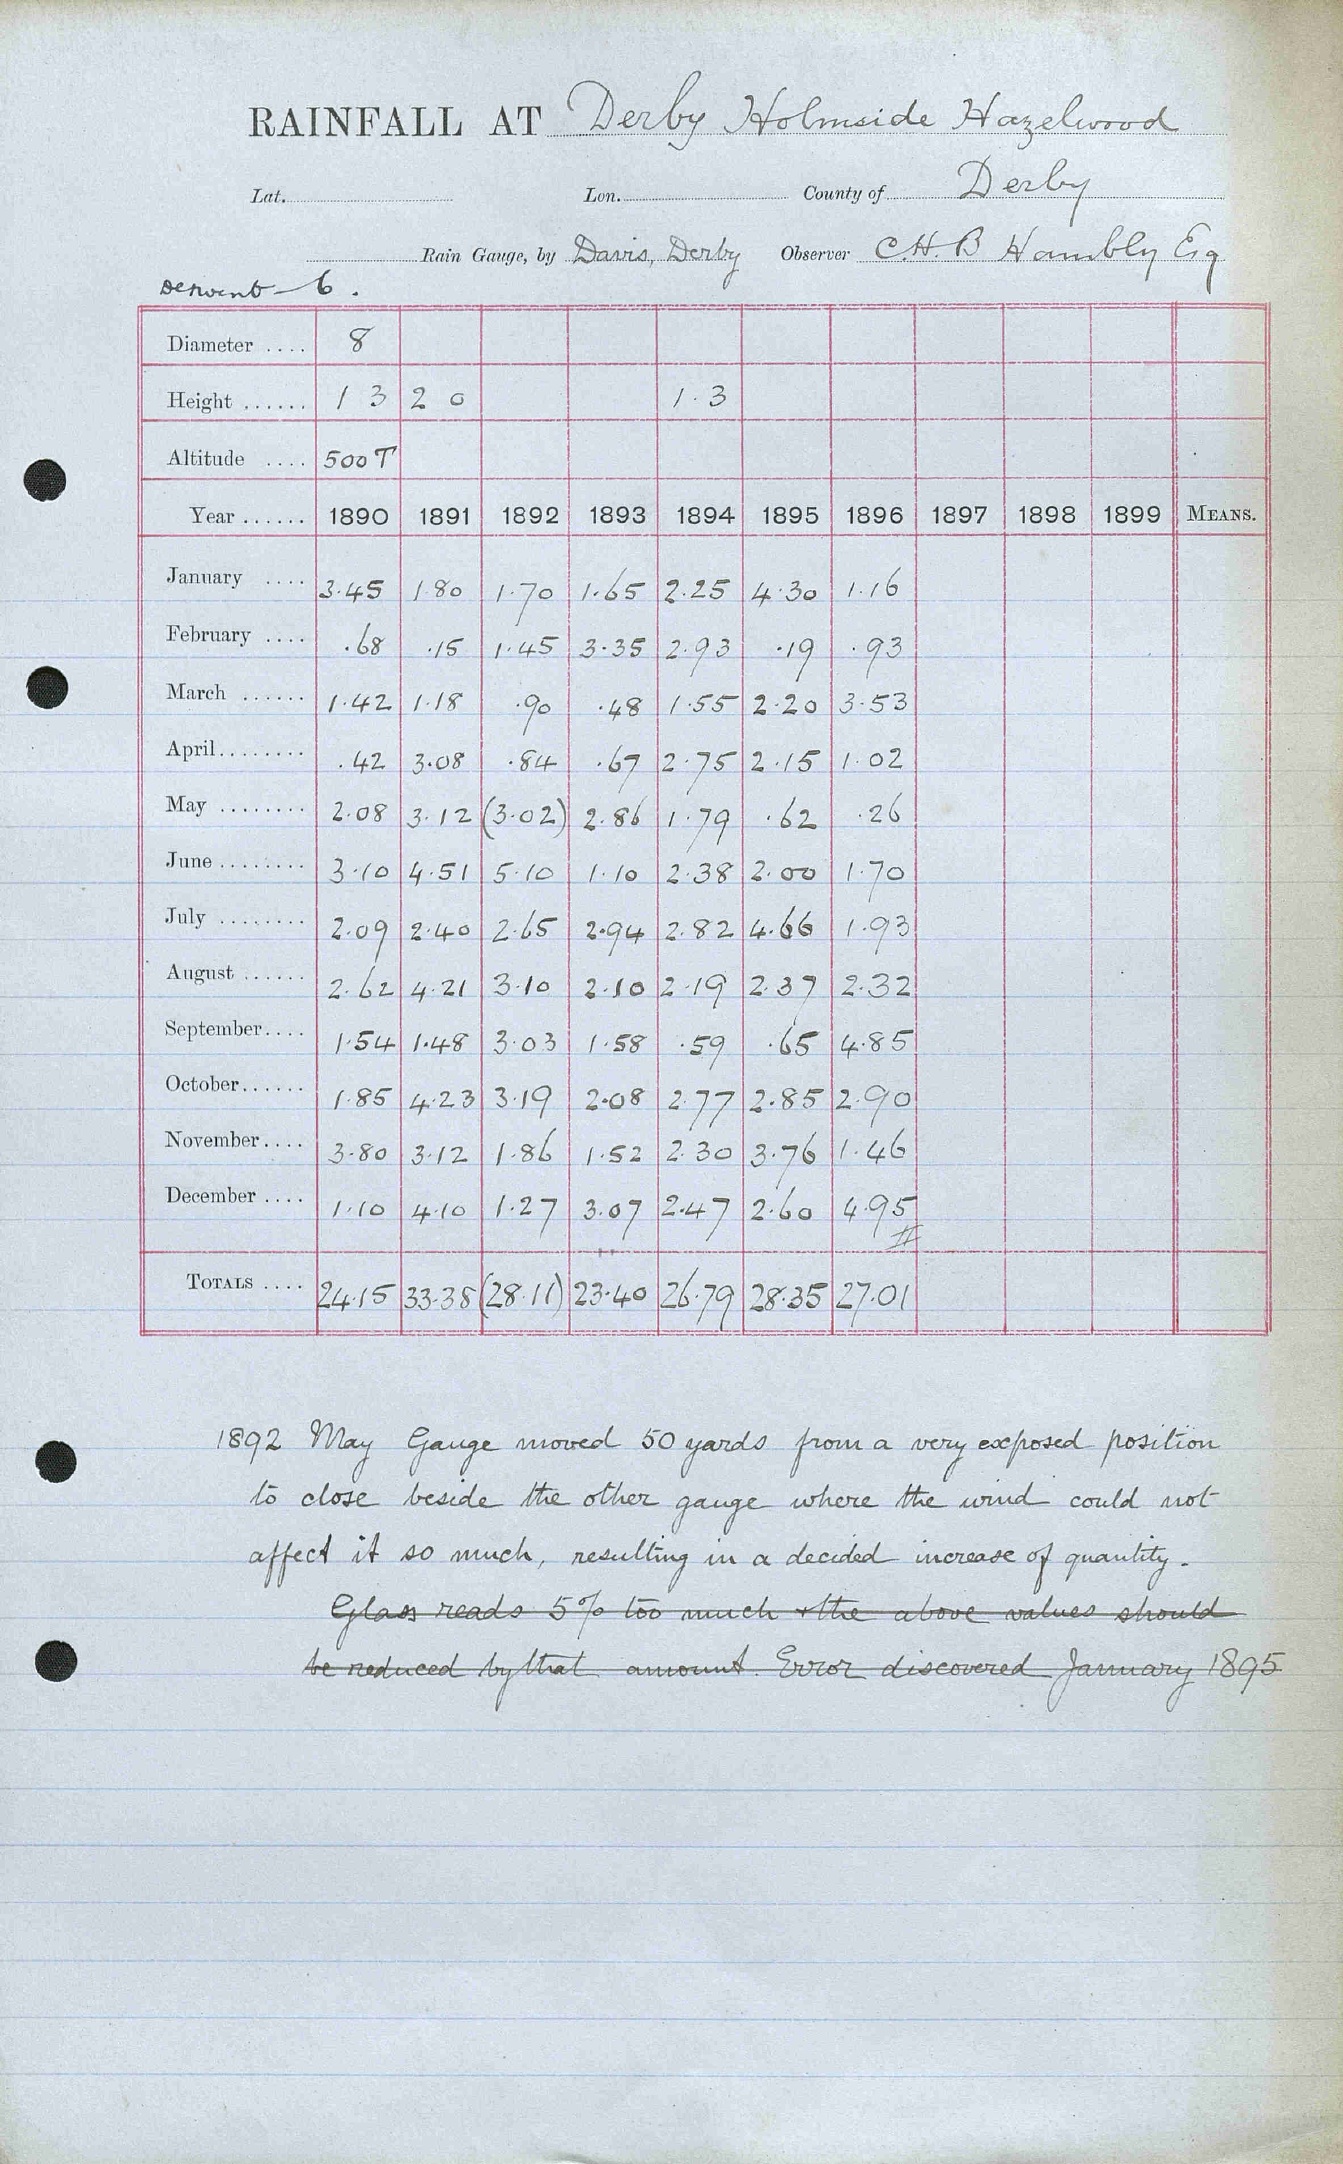 RAINFALL AT Derby Holmside Hazelwood
Lat. Lon. County of Derby
Rain Gauge, by Davis, Derby Observer C.H.B Hambly Esq
Derwent – 6.
Diameter .... 8
Height ...... 1 3 2 0 1.3
Altitude .... 500 T
Year ...... 1890 1891 1892 1893 1894 1895 1896 1897 1898 1899 MEANS.
January .... 3.45 1.80 1.70 1.65 2.25 4.30 1.16
February .... .68 .15 1.45 3.35 2.93 .19 .93
March ...... 1.42 1.18 .90 .48 1.55 2.20 3.53
April........ .42 3.08 .84 .67 2.75 2.15 1.02
May ........ 2.08 3.12 (3.02) 2.86 1.79 .62 .26
June ........ 3.10 4.51 5.10 1.10 2.38 2.00 1.70
July ........ 2.09 2.40 2.65 2.94 2.82 4.66 1.93
August ...... 2.62 4.21 3.10 2.10 2.19 2.37 2.32
September.... 1.54 1.48 3.03 1.58 .59 .65 4.85
October...... 1.85 4.23 3.19 2.08 2.77 2.85 2.90
November.... 3.80 3.12 1.86 1.52 2.30 3.76 1.46
December .... 1.10 4.10 1.27 3.07 2.47 2.60 4.95
TOTALS .... 24.15 33.38 (28.11) 23.40 26.79 28.35 27.01
1892 May Gauge moved 50 yards from a very exposed position
to close beside the other gauge where the wind could not
affect it so much, resulting in a decided increase of quantity.
Glass reads 5% too much & the above values should
be reduced by that amount. Error discovered January 1895